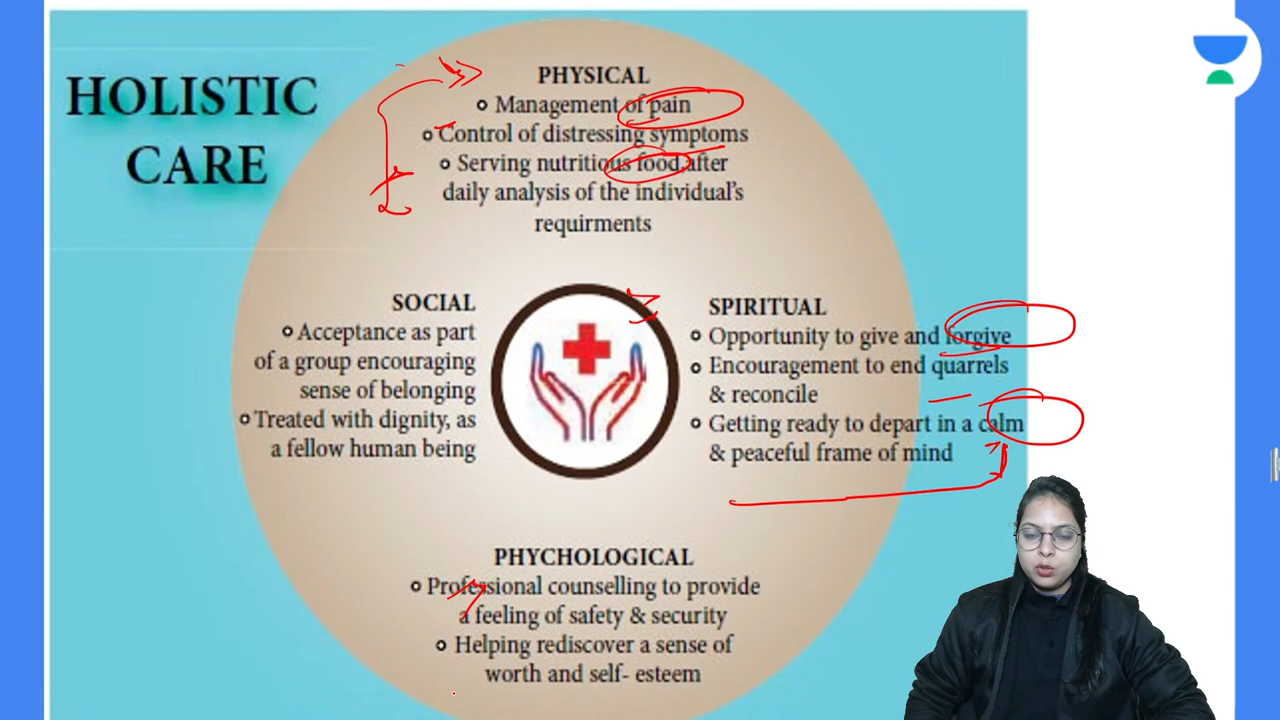 HOLISTIC
CARE
PHYSICAL
Management of pain
Control of distressing symptoms
Serving nutritious food after
daily analysis of the individual's
requirments
SOCIAL
Acceptance as part
of a group encouraging
sense of belonging
Treated with dignity, as
a fellow human being
SPIRITUAL
Opportunity to give and forgive
Encouragement to end quarrels
& reconcile
Getting ready to depart in a calm
& peaceful frame of mind
PHYCHOLOGICAL
Professional counselling to provide
a feeling of safety & security
Helping rediscover a sense of
worth and self- esteem